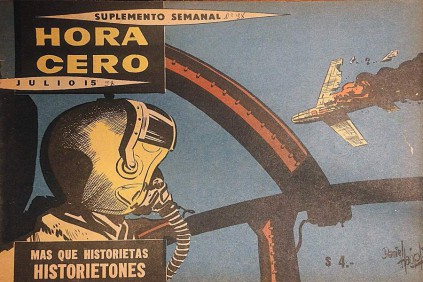 SUPLEMENTO SEMANAL
HORA
CERO
JULIO 15
MAS QUE HISTORIETAS
HISTORIETONES
$ 4.-